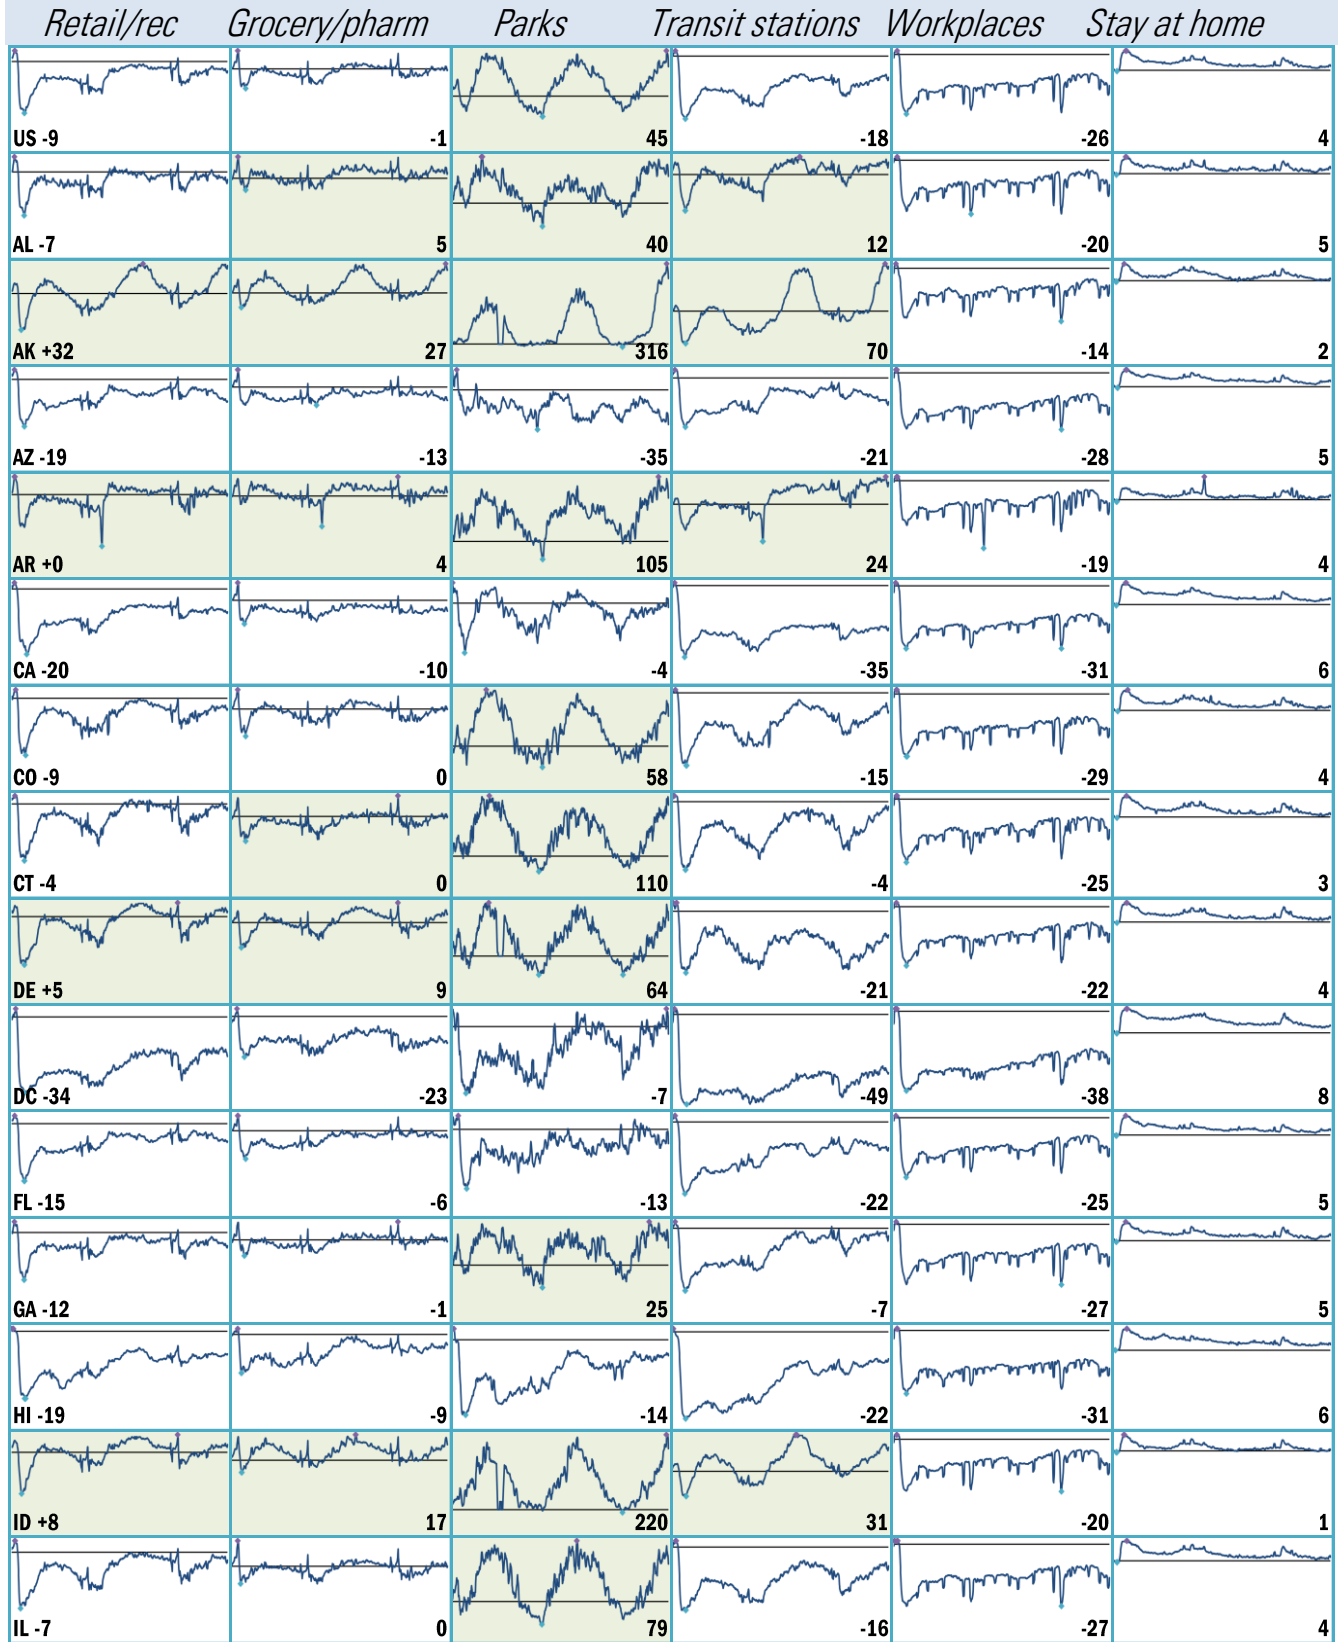 Retail/rec Grocery/pharm Parks Transit stations Workplaces Stay at home
US -9 -1 45 -18 -26 4
AL -7 5 40 12 -20 5
AK +32 27 316 70 -14 2
AZ -19 -13 -35 -21 -28 5
AR +0 4 105 24 -19 4
CA -20 -10 -4 -35 -31 6
CO -9 0 58 -15 -29 4
CT -4 0 110 -4 -25 3
DE +5 9 64 -21 -22 4
DC -34 -23 -7 -49 -38 8
FL -15 -6 -13 -22 -25 5
GA -12 -1 25 -7 -27 5
HI -19 -9 -14 -22 -31 6
ID +8 17 220 31 -20 1
IL -7 0 79 -16 -27 4